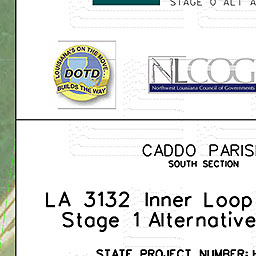 STAGE 0 ALT A
LOUISIANA'S ON THE MOVE...
DOTD
BUILDS THE WAY
NLCOG
Northwest Louisiana Council of Governments
CADDO PARIS
SOUTH SECTION
LA 3132 Inner Loop
Stage 1 Alternative
STATE PROJECT NUMBER: H